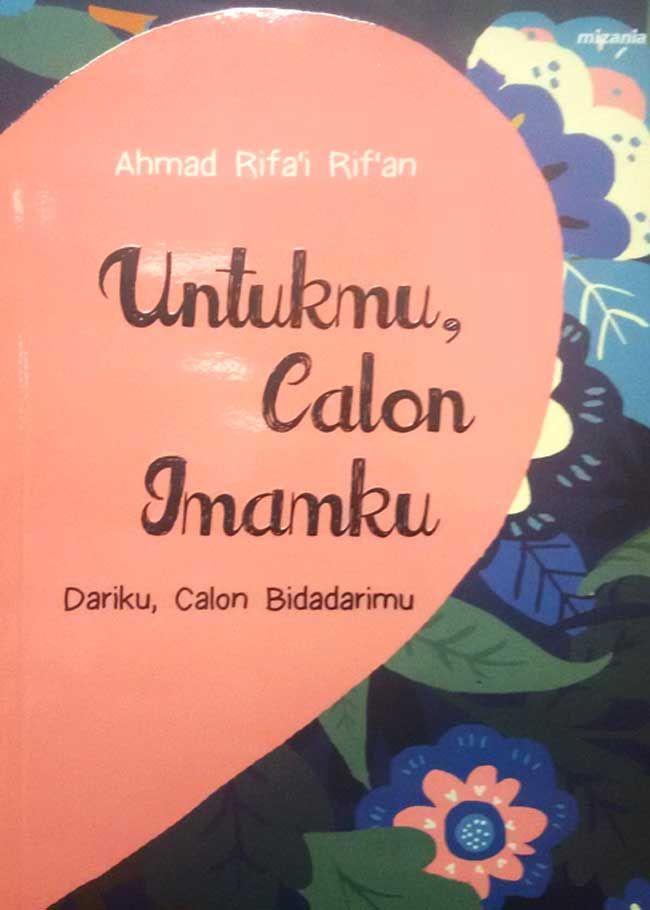 mizania
Ahmad Rifa'i Rif'an
Untukmu,
Calon
Imamku
Dariku, Calon Bidadarimu